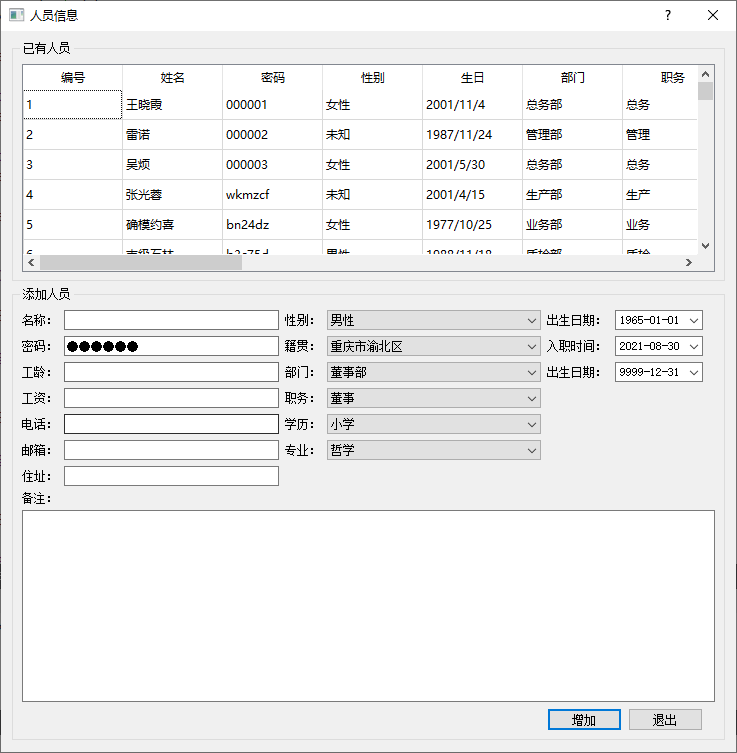 人员信息
已有人员
编号 姓名 密码 性别 生日 部门 职务
1 王晓霞 000001 女性 2001/11/4 总务部 总务
2 雷诺 000002 未知 1987/11/24 管理部 管理
3 吴烦 000003 女性 2001/5/30 总务部 总务
4 张光蓉 wkmzcf 未知 2001/4/15 生产部 生产
5 确模约喜 bn24dz 女性 1977/10/25 业务部 业务
添加人员
名称： 性别： 男性 出生日期： 1965-01-01
密码： ●●●●●● 籍贯： 重庆市渝北区 入职时间： 2021-08-30
工龄： 部门： 董事部 出生日期： 9999-12-31
工资： 职务： 董事
电话： 学历： 小学
邮箱： 专业： 哲学
住址：
备注：
增加 退出